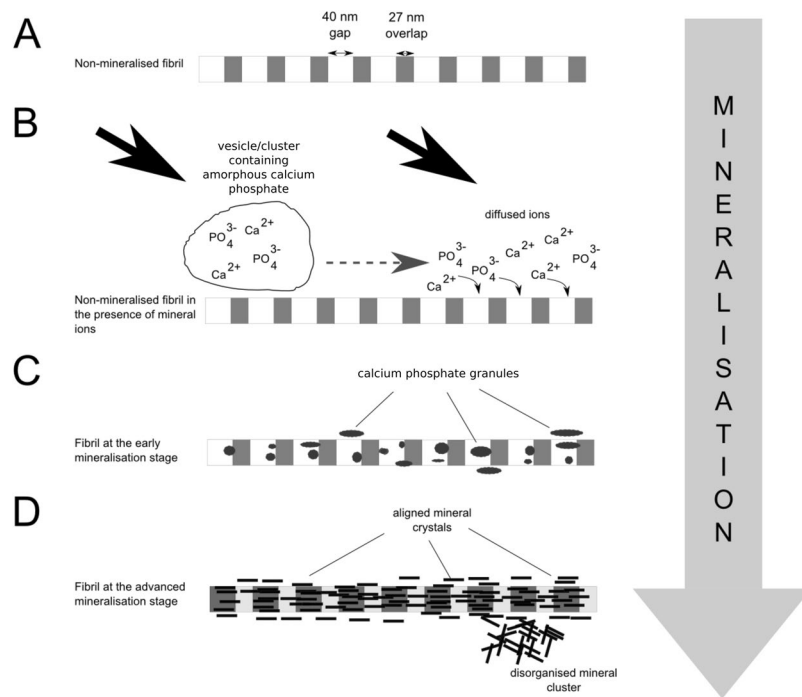 A
40 nm
gap
27 nm
overlap
Non-mineralised fibril
B
vesicle/cluster
containing
amorphous calcium
phosphate
PO4 3-
Ca 2+
Ca 2+
PO4 3-
diffused ions
PO4 3-
Ca 2+
PO4 3-
Ca 2+
Ca 2+
Ca 2+
PO4 3-
Non-mineralised fibril in
the presence of mineral
ions
C
calcium phosphate granules
Fibril at the early
mineralisation stage
D
aligned mineral
crystals
Fibril at the advanced
mineralisation stage
disorganised mineral
cluster
MINERALISATION